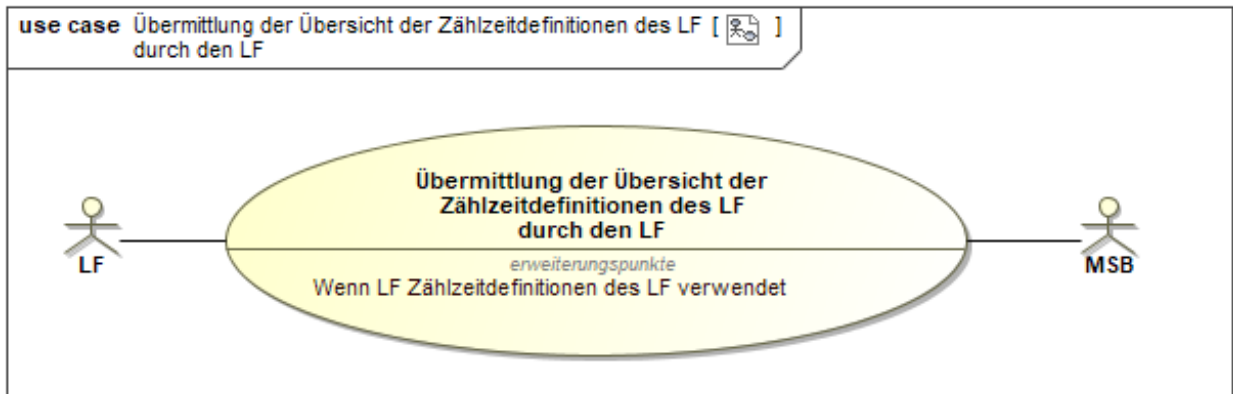 use case Übermittlung der Übersicht der Zählzeitdefinitionen des LF [ ]
durch den LF
Übermittlung der Übersicht der
Zählzeitdefinitionen des LF
durch den LF
LF
MSB
erweiterungspunkte
Wenn LF Zählzeitdefinitionen des LF verwendet